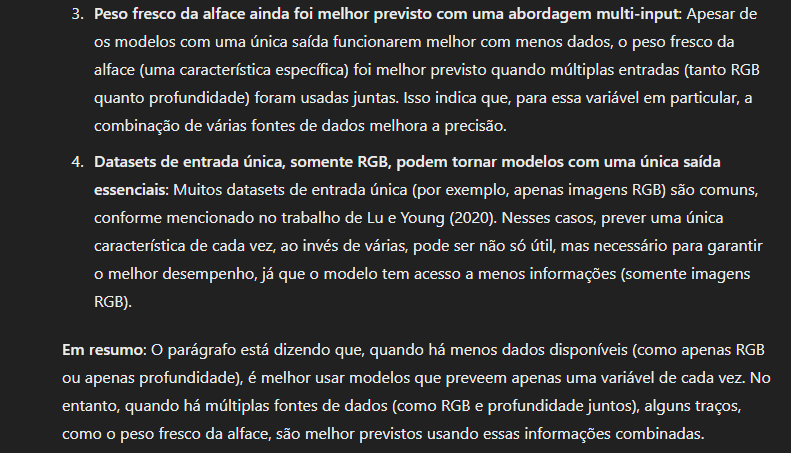 3. Peso fresco da alface ainda foi melhor previsto com uma abordagem multi-input: Apesar de
os modelos com uma única saída funcionarem melhor com menos dados, o peso fresco da
alface (uma característica específica) foi melhor previsto quando múltiplas entradas (tanto RGB
quanto profundidade) foram usadas juntas. Isso indica que, para essa variável em particular, a
combinação de várias fontes de dados melhora a precisão.
4. Datasets de entrada única, somente RGB, podem tornar modelos com uma única saída
essenciais: Muitos datasets de entrada única (por exemplo, apenas imagens RGB) são comuns,
conforme mencionado no trabalho de Lu e Young (2020). Nesses casos, prever uma única
característica de cada vez, ao invés de várias, pode ser não só útil, mas necessário para garantir
o melhor desempenho, já que o modelo tem acesso a menos informações (somente imagens
RGB).
Em resumo: O parágrafo está dizendo que, quando há menos dados disponíveis (como apenas RGB
ou apenas profundidade), é melhor usar modelos que preveem apenas uma variável de cada vez. No
entanto, quando há múltiplas fontes de dados (como RGB e profundidade juntos), alguns traços,
como o peso fresco da alface, são melhor previstos usando essas informações combinadas.